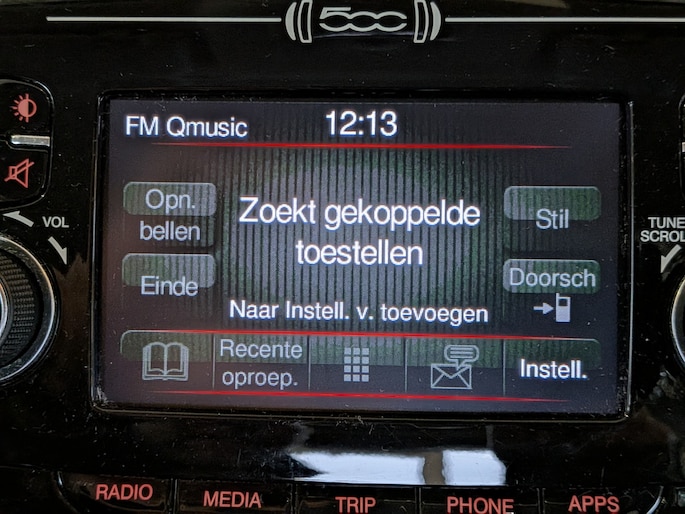 500
FM Qmusic
12:13
Opn.
bellen
Zoekt gekoppelde
toestellen
Stil
VOL
TUNE
SCROL
Einde
Doorsch
Naar Instell. v. toevoegen
Recente
oproep.
Instell.
RADIO
MEDIA
TRIP
PHONE
APPS